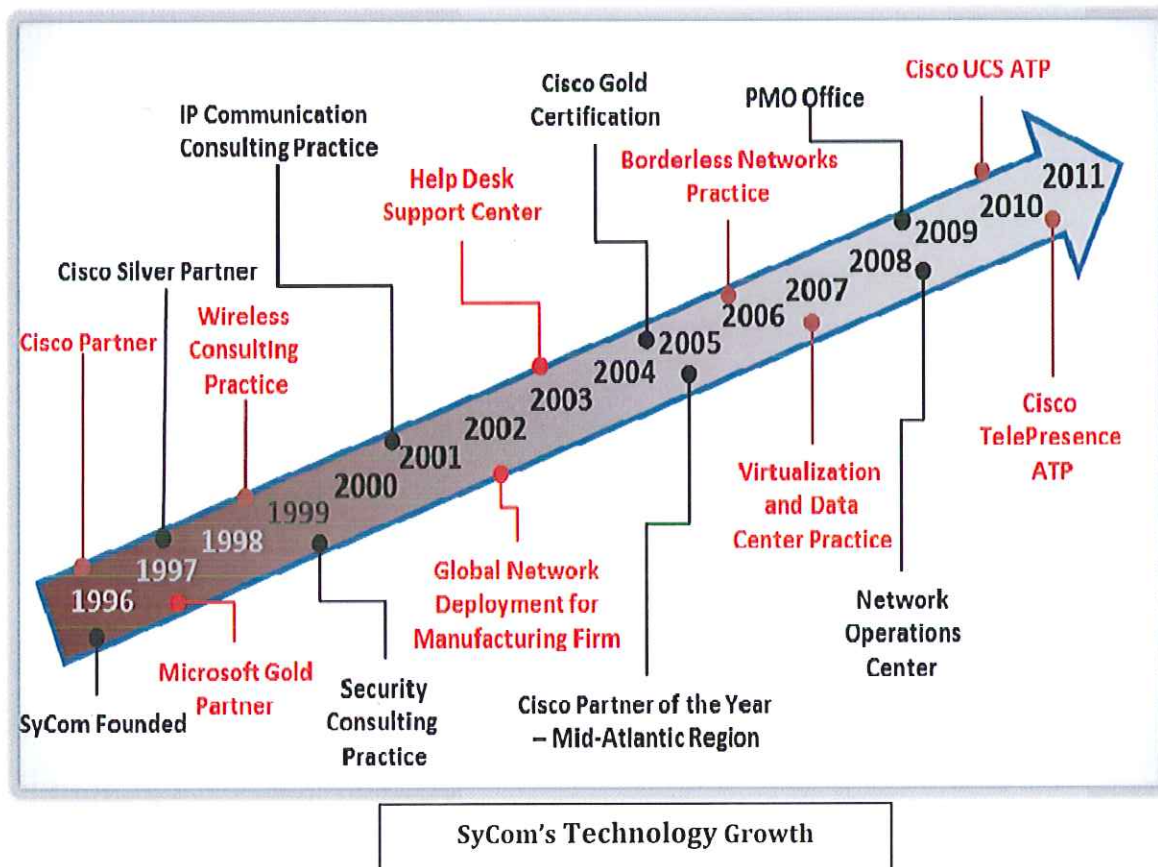 Cisco UCS ATP
Cisco Gold
Certification
PMO Office
IP Communication
Consulting Practice
Borderless Networks
Practice
Help Desk
Support Center
Cisco Silver Partner
Wireless
Consulting
Practice
Cisco Partner
2011
2010
2009
2008
2007
2006
2005
2004
2003
2002
2001
2000
1999
1998
1997
1996
Cisco
TelePresence
ATP
Virtualization
and Data
Center Practice
Global Network
Deployment for
Manufacturing Firm
Network
Operations
Center
Microsoft Gold
Partner
Security
Consulting
Practice
SyCom Founded
Cisco Partner of the Year
– Mid-Atlantic Region
SyCom's Technology Growth